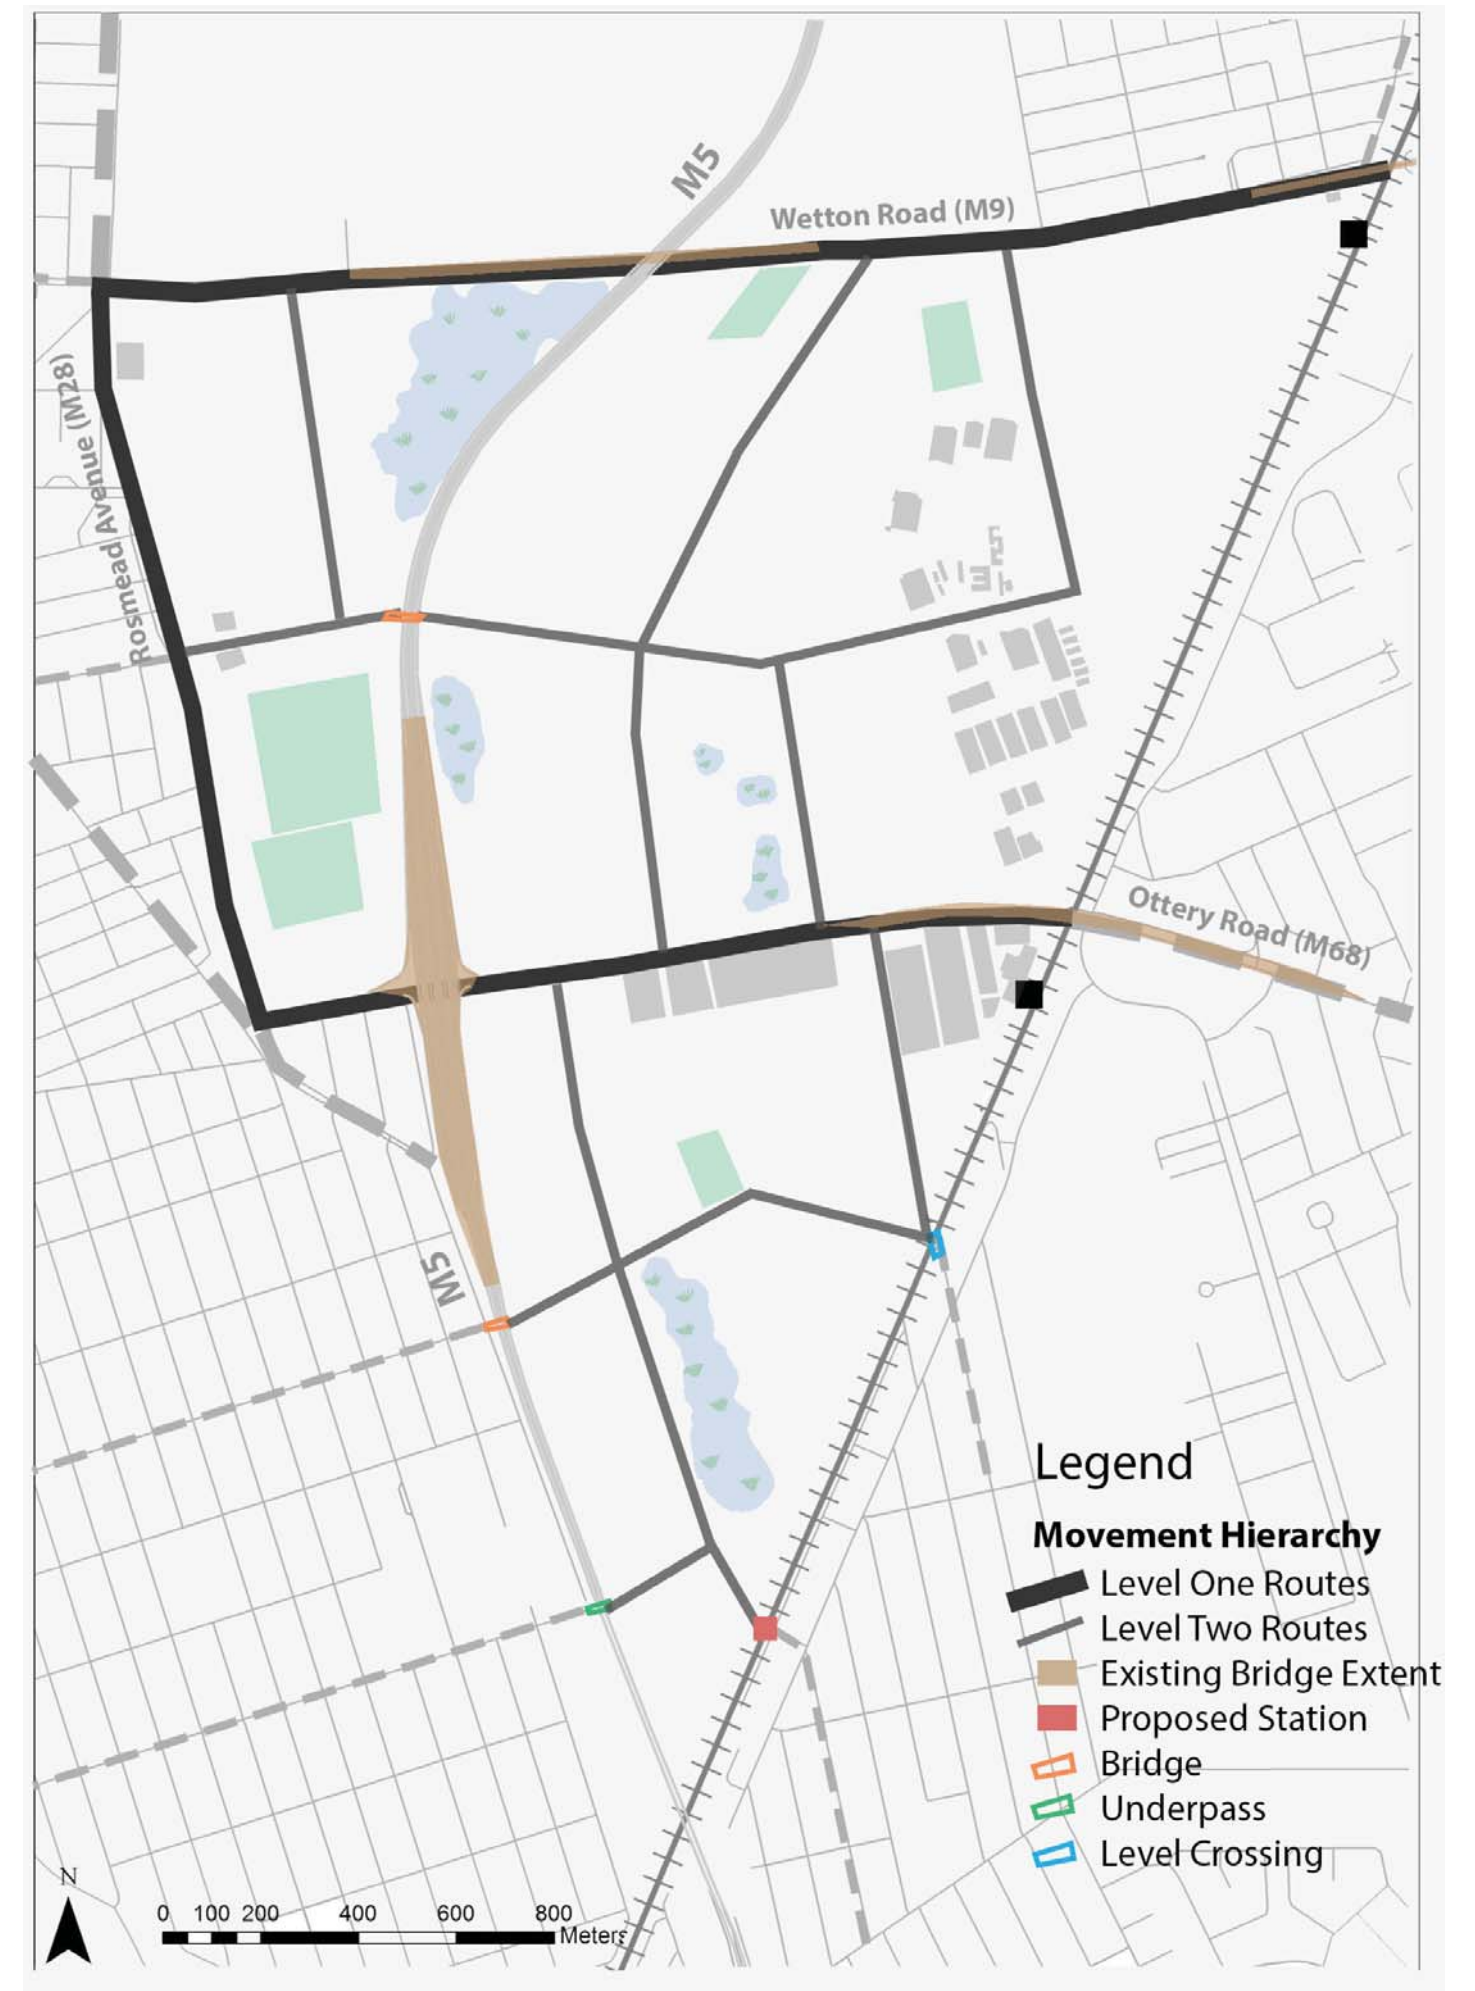 M5
Wetton Road (M9)
Rosmead Avenue (M28)
Ottery Road (M68)
M5
Legend
Movement Hierarchy
Level One Routes
Level Two Routes
Existing Bridge Extent
Proposed Station
Bridge
Underpass
Level Crossing
N
0 100 200 400 600 800
Meters